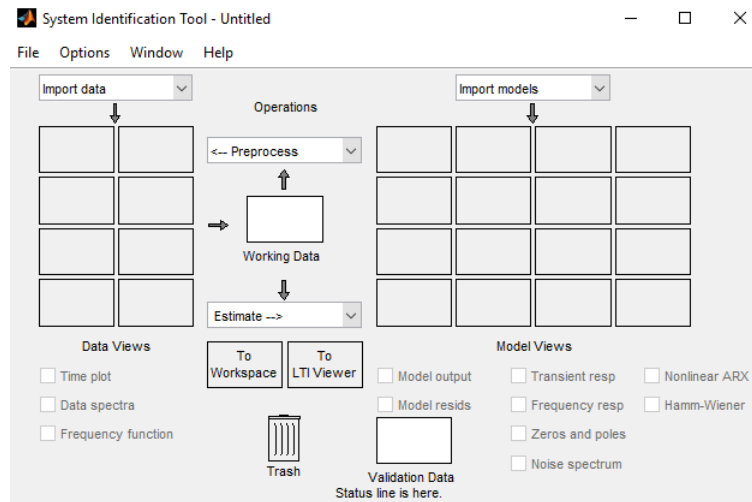 System Identification Tool - Untitled
File Options Window Help
Import data
Import models
Operations
<-- Preprocess
Working Data
Estimate -->
Data Views
To Workspace
To LTI Viewer
Model Views
Time plot
Data spectra
Frequency function
Model output
Model resids
Transient resp
Frequency resp
Zeros and poles
Noise spectrum
Nonlinear ARX
Hamm-Wiener
Trash
Validation Data
Status line is here.